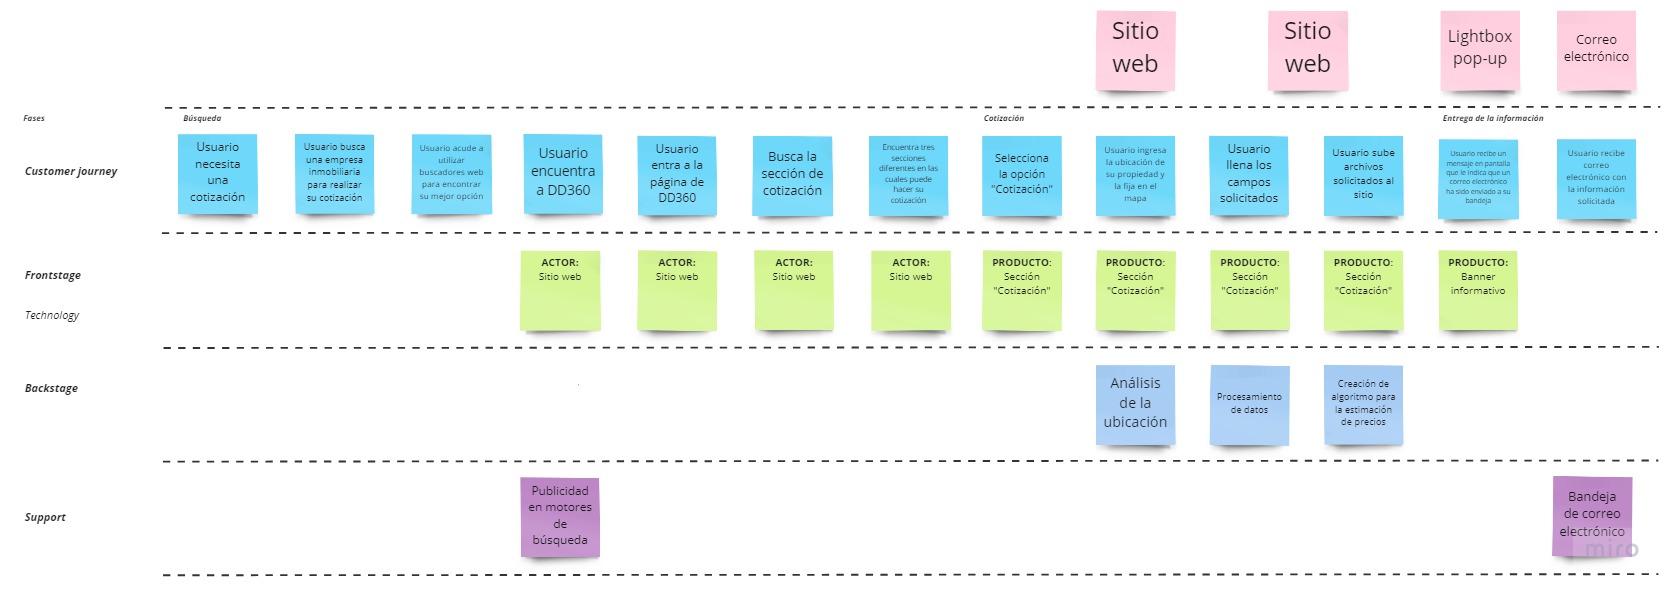 Sitio
web
Sitio
web
Lightbox
pop-up
Correo
electrónico
Fases
Búsqueda
Cotización
Entrega de la información
Customer journey
Usuario
necesita
una
cotización
Usuario busca
una empresa
inmobiliaria
para realizar
su cotización
Usuario acude a
utilizar
buscadores web
para encontrar
su mejor opción
Usuario
encuentra
a DD360
Usuario
entra a la
página de
DD360
Busca la
sección de
cotización
Encuentra tres
secciones
diferentes en las
cuales puede
hacer su
cotización
Selecciona
la opción
"Cotización"
Usuario ingresa
la ubicación de
su propiedad y
la fija en el
mapa
Usuario
llena los
campos
solicitados
Usuario sube
archivos
solicitados al
sitio
Usuario recibe un
mensaje en pantalla
que le indica que un
correo electrónico
ha sido enviado a su
bandeja
Usuario recibe
correo
electrónico con
la información
solicitada
Frontstage
Technology
ACTOR:
Sitio web
ACTOR:
Sitio web
ACTOR:
Sitio web
ACTOR:
Sitio web
PRODUCTO:
Sección
"Cotización"
PRODUCTO:
Sección
"Cotización"
PRODUCTO:
Sección
"Cotización"
PRODUCTO:
Sección
"Cotización"
PRODUCTO:
Banner
informativo
Backstage
Análisis
de la
ubicación
Procesamiento
de datos
Creación de
algoritmo para
la estimación
de precios
Support
Publicidad
en motores
de
búsqueda
Bandeja
de correo
electrónico
miro